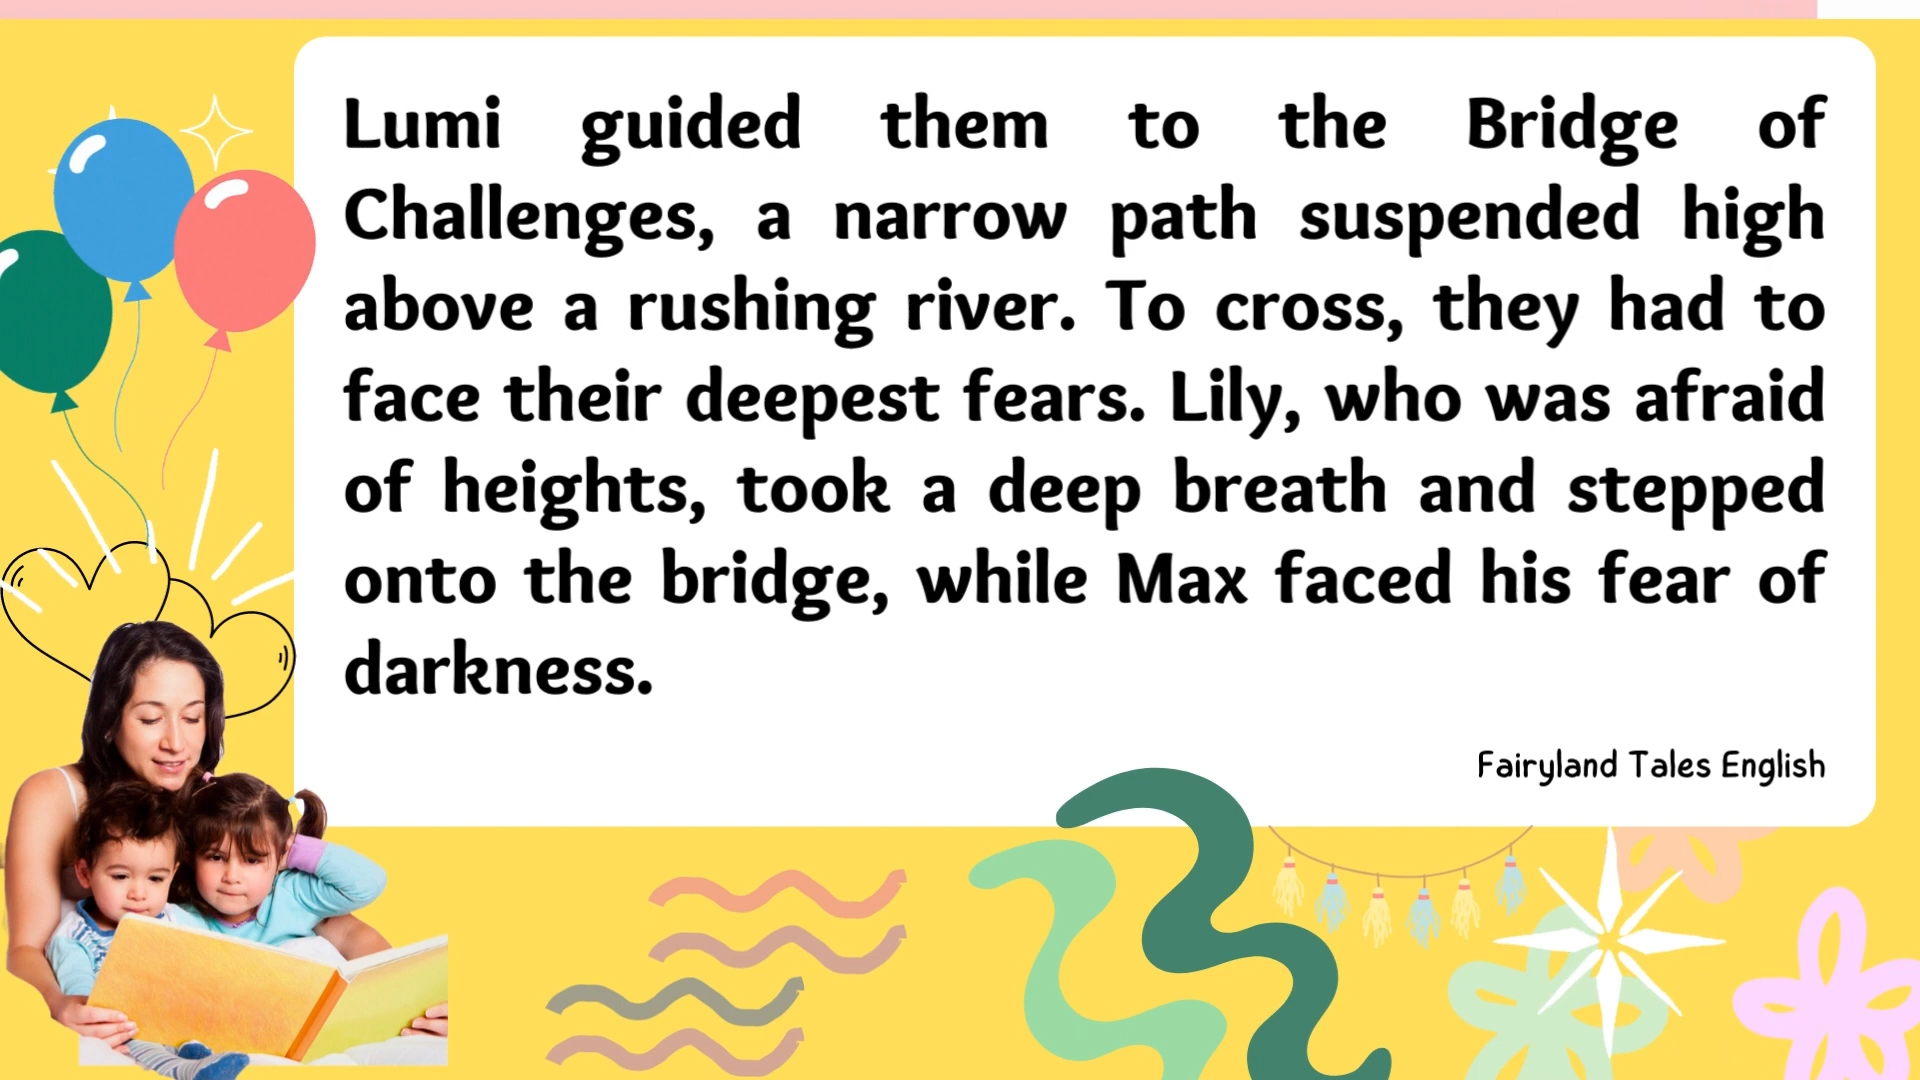 Lumi guided them to the Bridge of
Challenges, a narrow path suspended high
above a rushing river. To cross, they had to
face their deepest fears. Lily, who was afraid
of heights, took a deep breath and stepped
onto the bridge, while Max faced his fear of
darkness.
Fairyland Tales English